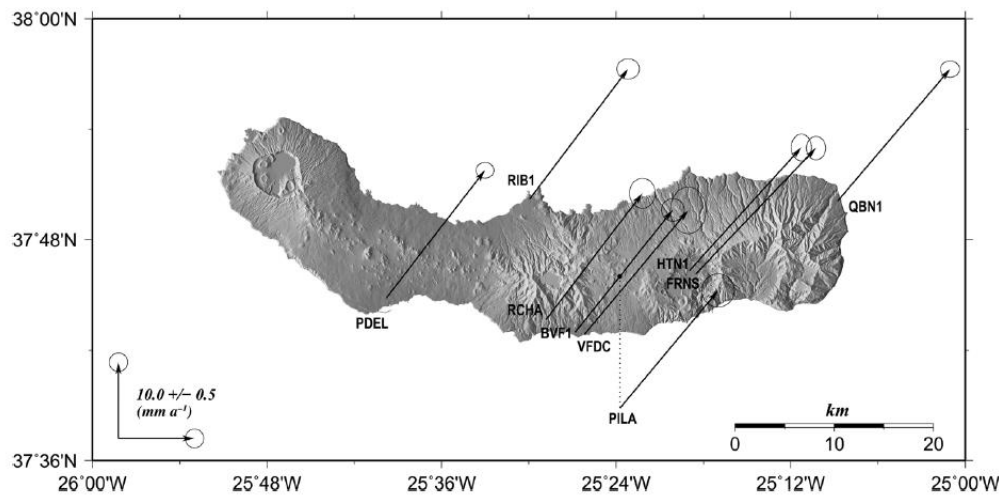 38°00'N
RIB1
QBN1
37°48'N
HTN1
FRNS
RCHA
PDEL
BVF1
VFDC
10.0 +/− 0.5
(mm a⁻¹)
PILA
km
0 10 20
37°36'N
26°00'W 25°48'W 25°36'W 25°24'W 25°12'W 25°00'W